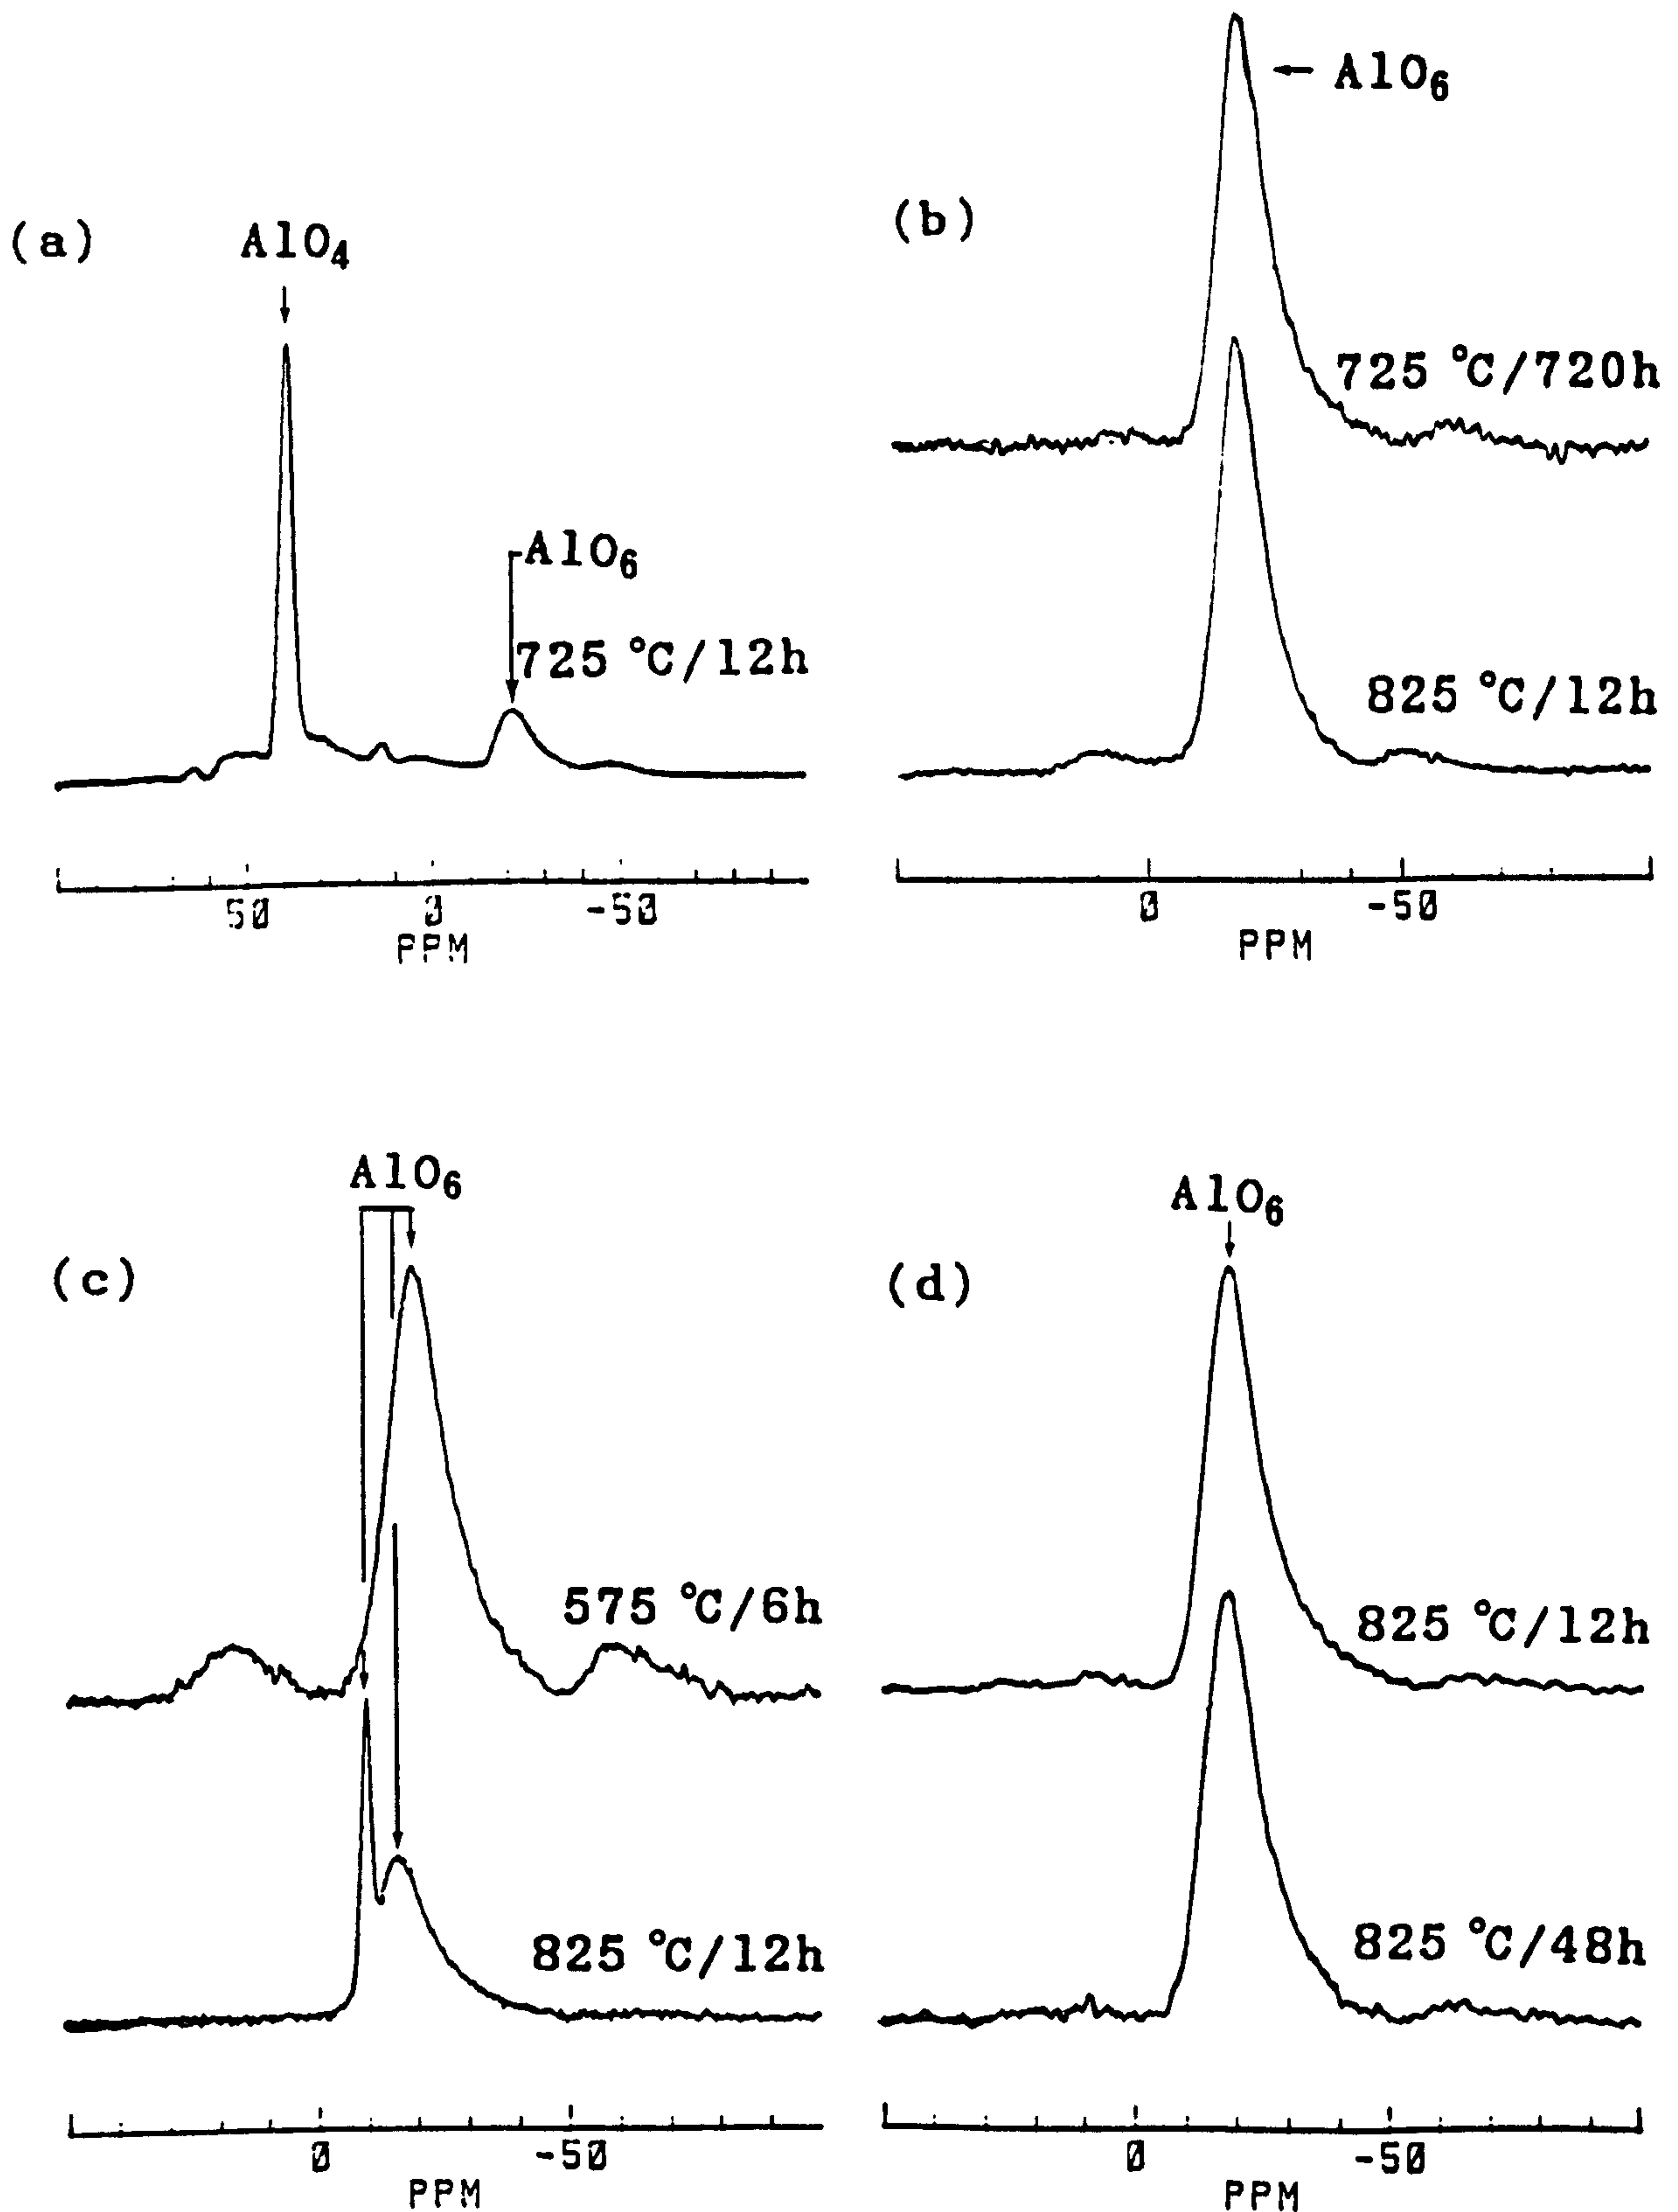 (a)
AlO₄
AlO₆
725 °C/12h
50 0 -50
PPM
(b)
AlO₆
725 °C/720h
825 °C/12h
0 -50
PPM
(c)
AlO₆
575 °C/6h
825 °C/12h
0 -50
PPM
(d)
AlO₆
825 °C/12h
825 °C/48h
0 -50
PPM